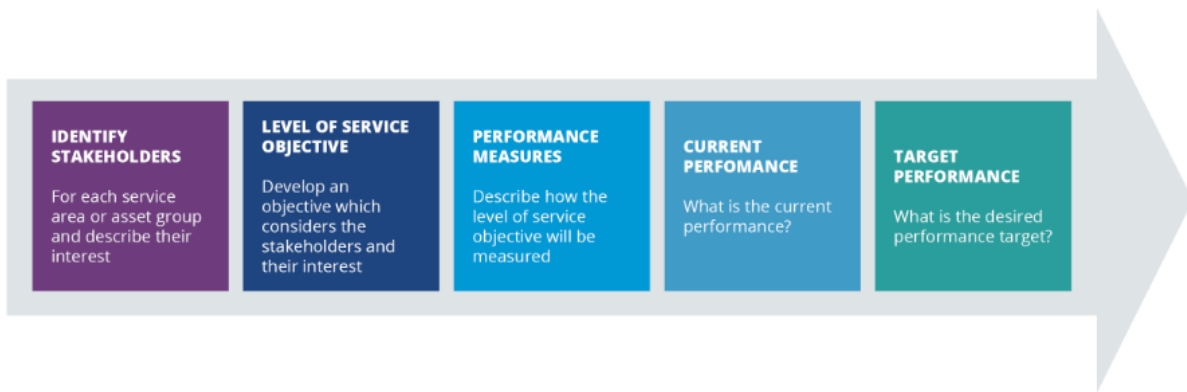 IDENTIFY
STAKEHOLDERS
For each service
area or asset group
and describe their
interest
LEVEL OF SERVICE
OBJECTIVE
Develop an
objective which
considers the
stakeholders and
their interest
PERFORMANCE
MEASURES
Describe how the
level of service
objective will be
measured
CURRENT
PERFOMANCE
What is the current
performance?
TARGET
PERFORMANCE
What is the desired
performance target?